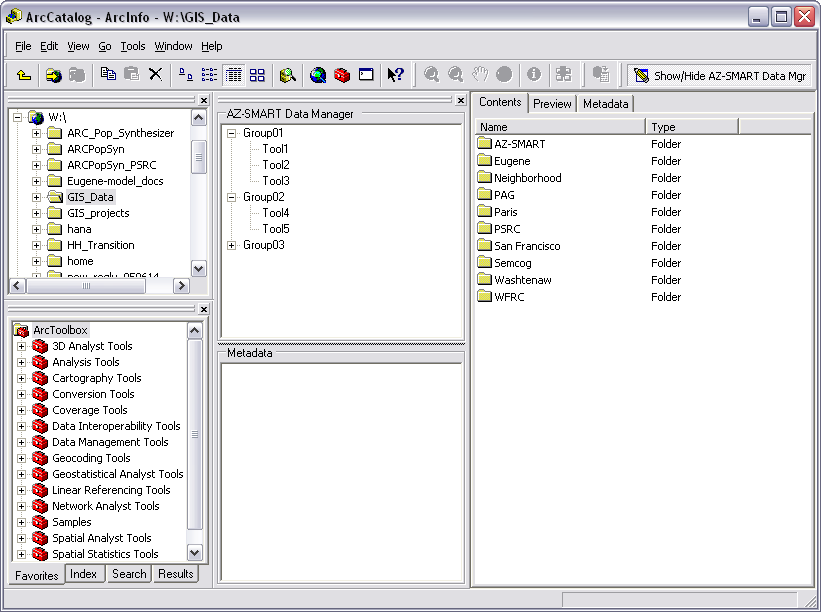 ArcCatalog - ArcInfo - W:\GIS_Data
File Edit View Go Tools Window Help
Show/Hide AZ-SMART Data Mgr
W:\
ARC_Pop_Synthesizer
ARCPopSyn
ARCPopSyn_PSRC
Eugene-model_docs
GIS_Data
GIS_projects
hana
HH_Transition
home
ArcToolbox
3D Analyst Tools
Analysis Tools
Cartography Tools
Conversion Tools
Coverage Tools
Data Interoperability Tools
Data Management Tools
Geocoding Tools
Geostatistical Analyst Tools
Linear Referencing Tools
Network Analyst Tools
Samples
Spatial Analyst Tools
Spatial Statistics Tools
Favorites Index Search Results
AZ-SMART Data Manager
Group01
Tool1
Tool2
Tool3
Group02
Tool4
Tool5
Group03
Metadata
Contents Preview Metadata
Name Type
AZ-SMART Folder
Eugene Folder
Neighborhood Folder
PAG Folder
Paris Folder
PSRC Folder
San Francisco Folder
Semcog Folder
Washtenaw Folder
WFRC Folder